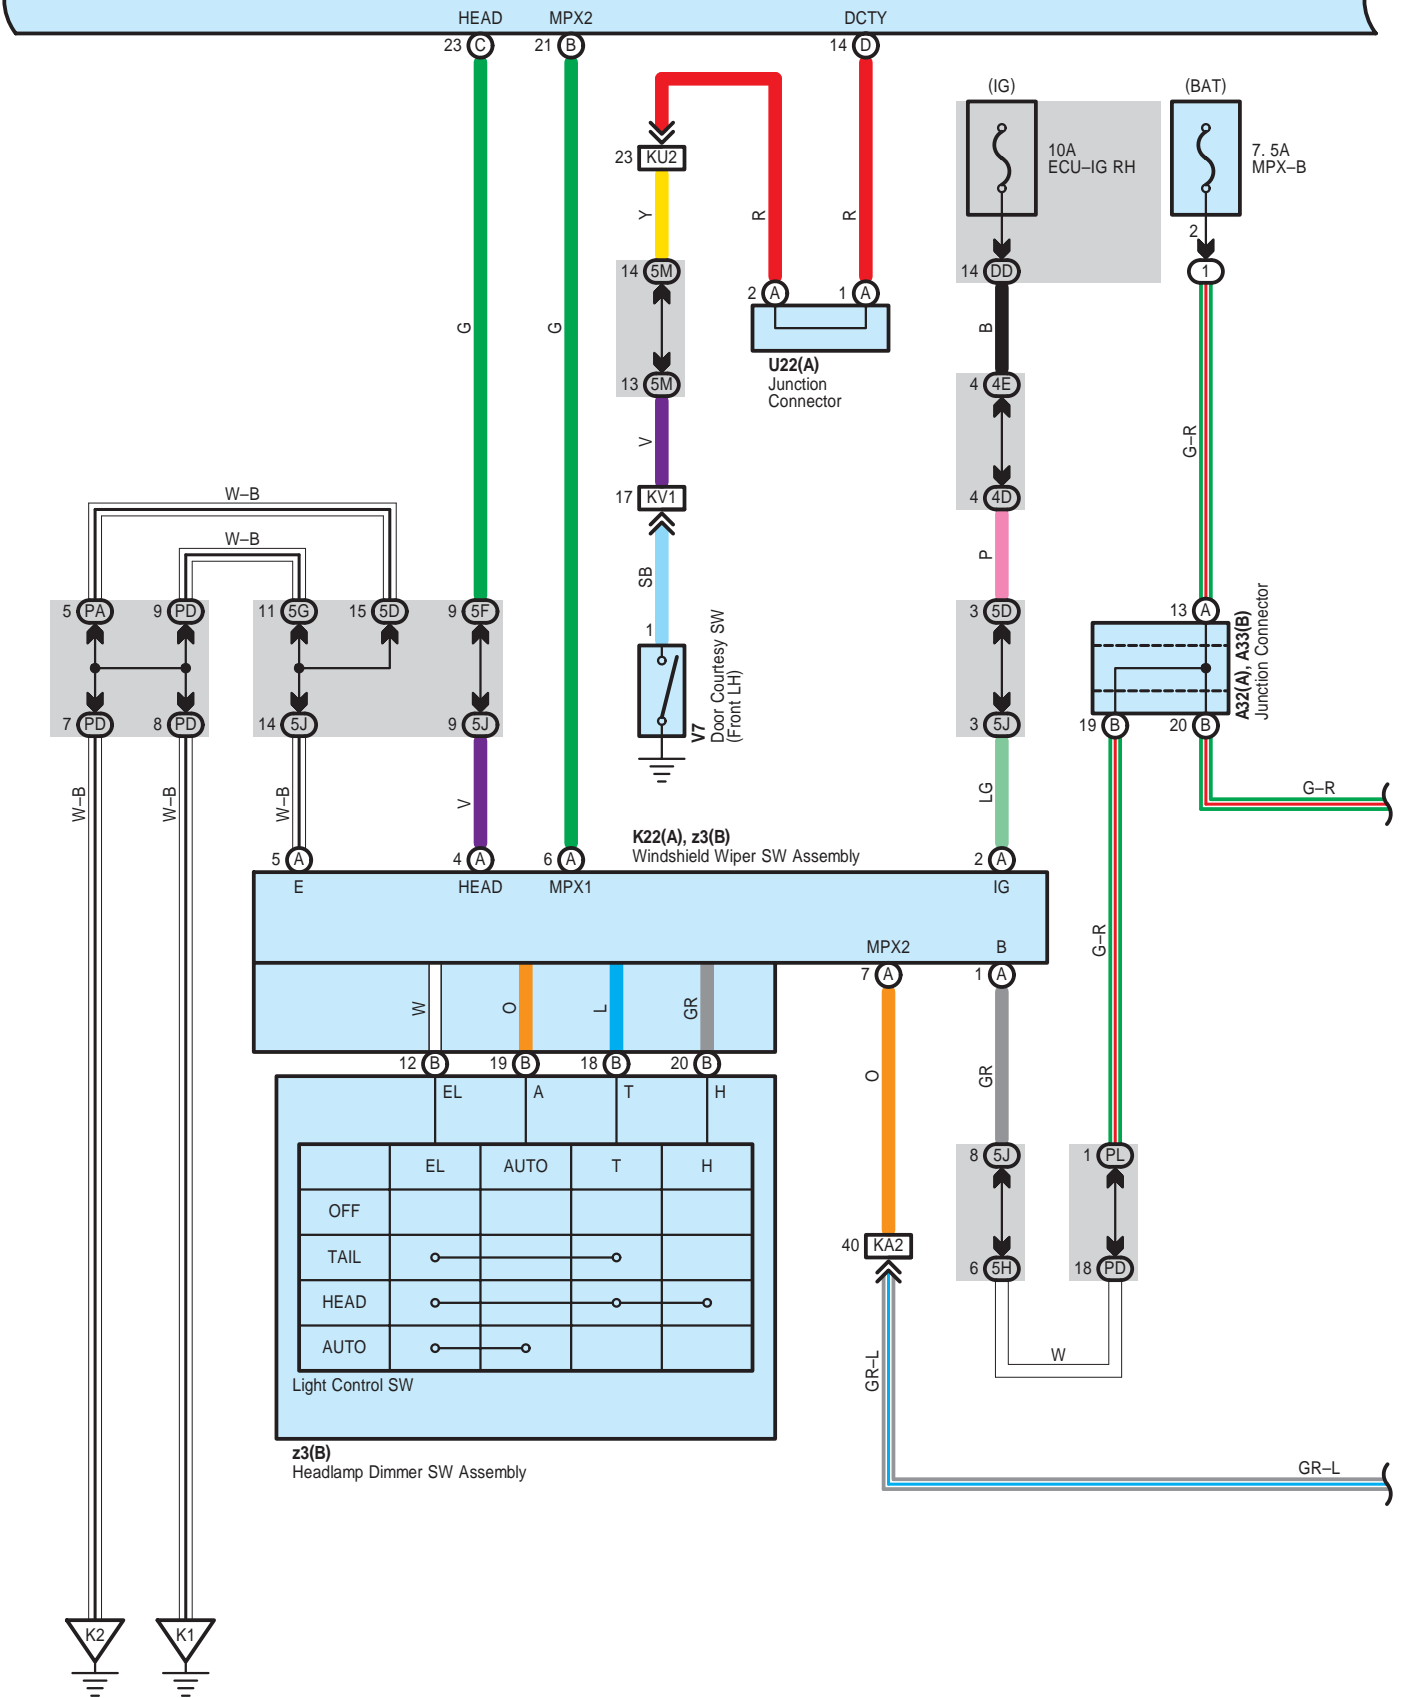 HEAD MPX2 DCTY
23 C 21 B 14 D
(IG) (BAT)
10A
ECU–IG RH
7. 5A
MPX–B
23 KU2
Y R R
2
14 5M 14 DD 1
2 A 1 A
G G B
U22(A)
Junction
Connector
13 5M 4 4E
V G–R
W–B
17 KV1 4 4D
W–B
SB P
5 PA 9 PD 11 5G 15 5D 9 5F 3 5D 13 A
1
V7
Door Courtesy SW
(Front LH)
A32(A), A33(B)
Junction Connector
7 PD 8 PD 14 5J 9 5J 3 5J 19 B 20 B
W–B W–B W–B V LG G–R
K22(A), z3(B)
Windshield Wiper SW Assembly
5 A 4 A 6 A 2 A
E HEAD MPX1 IG
MPX2 B
G–R
7 A 1 A
W O L GR
12 B 19 B 18 B 20 B
O GR
EL A T H
EL AUTO T H
8 5J 1 PL
OFF
40 KA2
TAIL
6 5H 18 PD
HEAD
AUTO
W
GR–L
Light Control SW
z3(B)
Headlamp Dimmer SW Assembly
GR–L
K2 K1